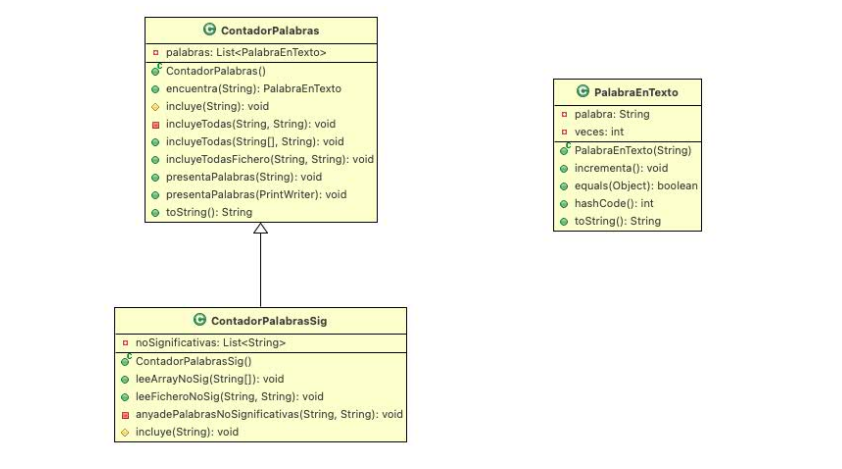 ContadorPalabras
palabras: List<PalabraEnTexto>
ContadorPalabras()
encuentra(String): PalabraEnTexto
incluye(String): void
incluyeTodas(String, String): void
incluyeTodas(String[], String): void
incluyeTodasFichero(String, String): void
presentaPalabras(String): void
presentaPalabras(PrintWriter): void
toString(): String
PalabraEnTexto
palabra: String
veces: int
PalabraEnTexto(String)
incrementa(): void
equals(Object): boolean
hashCode(): int
toString(): String
ContadorPalabrasSig
noSignificativas: List<String>
ContadorPalabrasSig()
leeArrayNoSig(String[]): void
leeFicheroNoSig(String, String): void
anyadePalabrasNoSignificativas(String, String): void
incluye(String): void